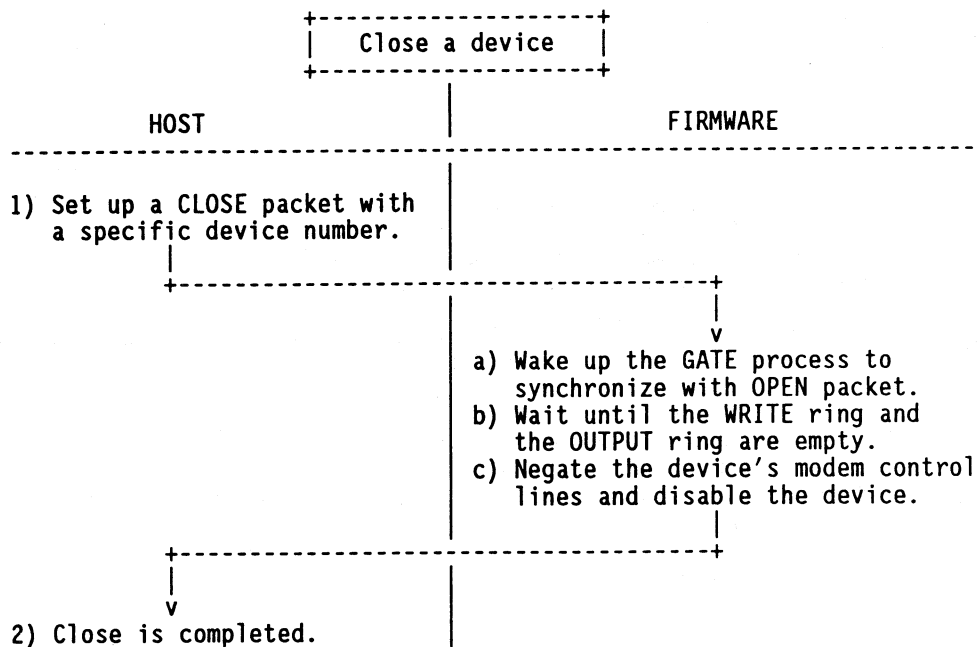 Close a device
HOST FIRMWARE
1) Set up a CLOSE packet with
a specific device number.
a) Wake up the GATE process to
synchronize with OPEN packet.
b) Wait until the WRITE ring and
the OUTPUT ring are empty.
c) Negate the device's modem control
lines and disable the device.
2) Close is completed.